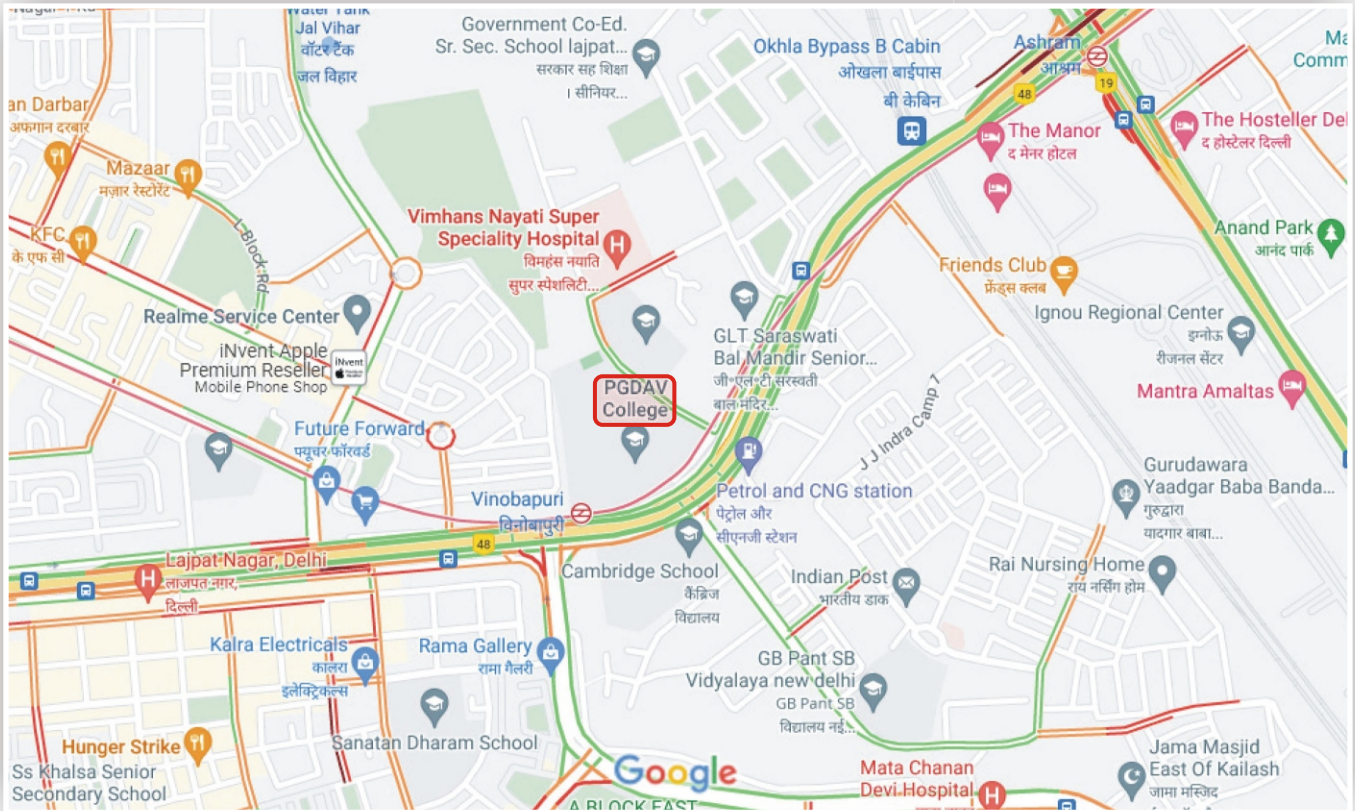 Jal Vihar
वॉटर टैंक
जल विहार
Government Co-Ed.
Sr. Sec. School lajpat...
सरकार सह शिक्षा
। सीनियर...
Okhla Bypass B Cabin
ओखला बाईपास
बी केबिन
Ashram
आश्रम
48
19
an Darbar
अफगान दरबार
Mazaar
मज़ार रेस्टोरेंट
The Manor
द मेनर होटल
The Hosteller Del
द होस्टेलर दिल्ली
KFC
के एफ सी
L Block Rd
Vimhans Nayati Super
Speciality Hospital
विमहंस नयाति
सुपर स्पेशलिटी...
Anand Park
आनंद पार्क
Friends Club
फ्रेंड्स क्लब
Realme Service Center
iNvent Apple
Premium Reseller
Mobile Phone Shop
iNvent
GLT Saraswati
Bal Mandir Senior...
जी॰एल॰टी सरस्वती
बाल मंदिर...
Ignou Regional Center
इग्नोऊ
रीजनल सेंटर
PGDAV
College
Mantra Amaltas
Future Forward
फ्यूचर फॉरवर्ड
J J Indra Camp 7
Vinobapuri
विनोबापुरी
48
Petrol and CNG station
पेट्रोल और
सीएनजी स्टेशन
Gurudawara
Yaadgar Baba Banda...
गुरुद्वारा
यादगार बाबा...
Lajpat Nagar, Delhi
लाजपत नगर,
दिल्ली
Cambridge School
कैंब्रिज
विद्यालय
Indian Post
भारतीय डाक
Rai Nursing Home
राय नर्सिंग होम
Kalra Electricals
कालरा
इलेक्ट्रिकल्स
Rama Gallery
रामा गैलरी
GB Pant SB
Vidyalaya new delhi
GB Pant SB
विद्यालय नई...
Sanatan Dharam School
Hunger Strike
Ss Khalsa Senior
Secondary School
Google
Mata Chanan
Devi Hospital
Jama Masjid
East Of Kailash
जामा मस्जिद
A BLOCK EAST